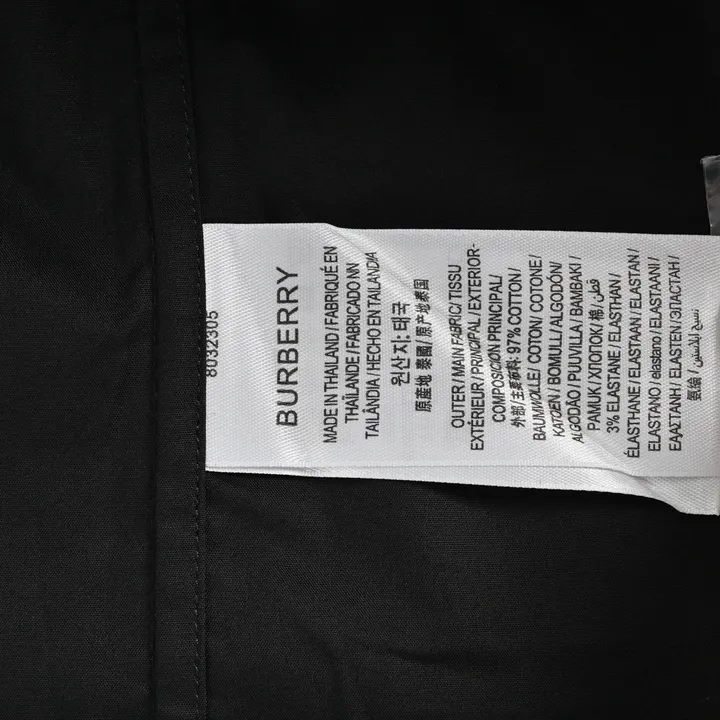 8032305
BURBERRY
MADE IN THAILAND / FABRIQUÉ EN
THAÏLANDE / FABRICADO NN
TAILÂNDIA / HECHO EN TAILANDIA
원산지: 태국
原産地 泰國 / 原产地泰国
OUTER / MAIN FABRIC / TISSU
EXTÉRIEUR / PRINCIPAL / EXTERIOR-
COMPOSICIÓN PRINCIPAL/
外部 / 主要布料: 97% COTTON /
BAUMWOLLE / COTON / COTONE /
KATOEN / BOMULL / ALGODÓN/
ALGODÃO / PUUVILLA / BAMBAKI /
PAMUK / ХЛОПОК / 棉 / قطن /
3% ELASTANE / ELASTHAN /
ÉLASTHANE / ELASTAAN / ELASTAN /
ELASTANO / elastano / ELASTAANI /
ΕΛΑΣΤΑΝΗ / ELASTEN / ЭЛАСТАН /
氨纶 / نسيج إيلاستين /